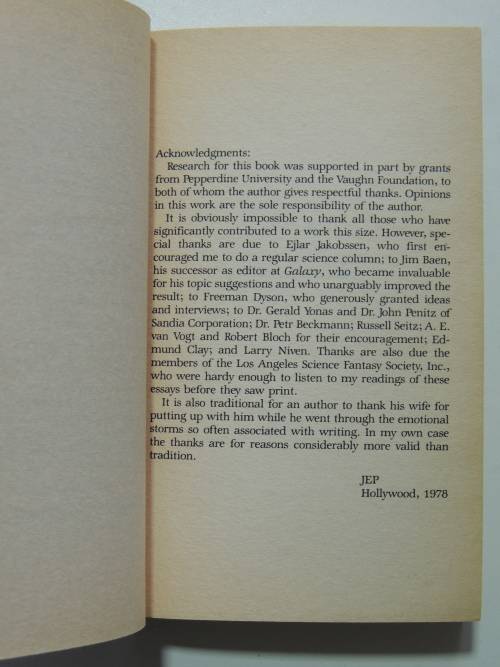 Acknowledgments:
Research for this book was supported in part by grants
from Pepperdine University and the Vaughn Foundation, to
both of whom the author gives respectful thanks. Opinions
in this work are the sole responsibility of the author.
It is obviously impossible to thank all those who have
significantly contributed to a work this size. However, spe-
cial thanks are due to Ejlar Jakobssen, who first en-
couraged me to do a regular science column; to Jim Baen,
his successor as editor at Galaxy, who became invaluable
for his topic suggestions and who unarguably improved the
result; to Freeman Dyson, who generously granted ideas
and interviews; to Dr. Gerald Yonas and Dr. John Penitz of
Sandia Corporation; Dr. Petr Beckmann; Russell Seitz; A. E.
van Vogt and Robert Bloch for their encouragement; Ed-
mund Clay; and Larry Niven. Thanks are also due the
members of the Los Angeles Science Fantasy Society, Inc.,
who were hardy enough to listen to my readings of these
essays before they saw print.
It is also traditional for an author to thank his wife for
putting up with him while he went through the emotional
storms so often associated with writing. In my own case
the thanks are for reasons considerably more valid than
tradition.
JEP
Hollywood, 1978